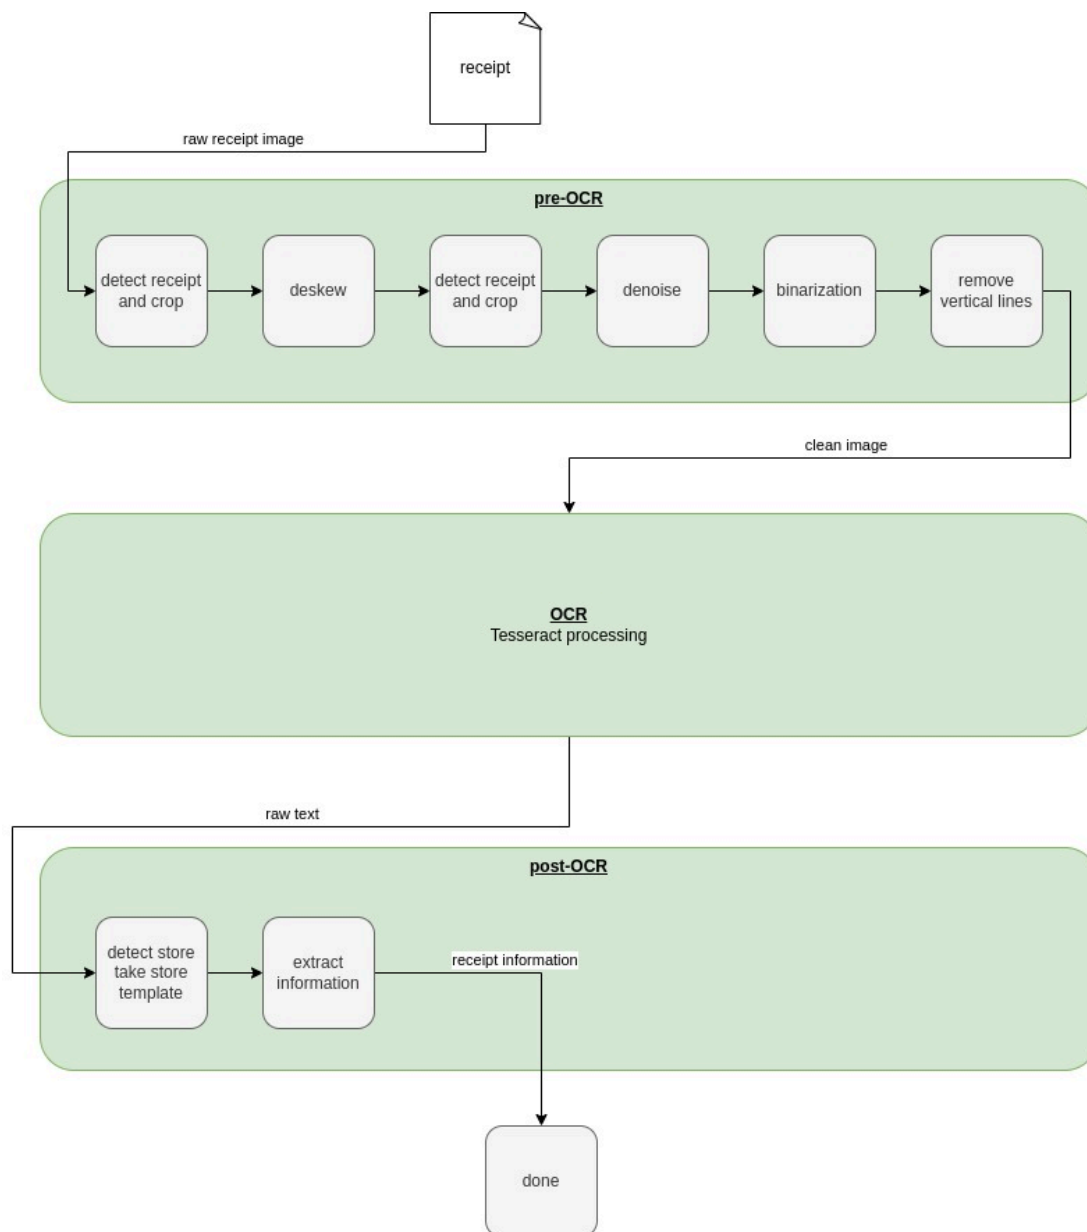 receipt
raw receipt image
pre-OCR
detect receipt
and crop
deskew
detect receipt
and crop
denoise
binarization
remove
vertical lines
clean image
OCR
Tesseract processing
raw text
post-OCR
detect store
take store
template
extract
information
receipt information
done